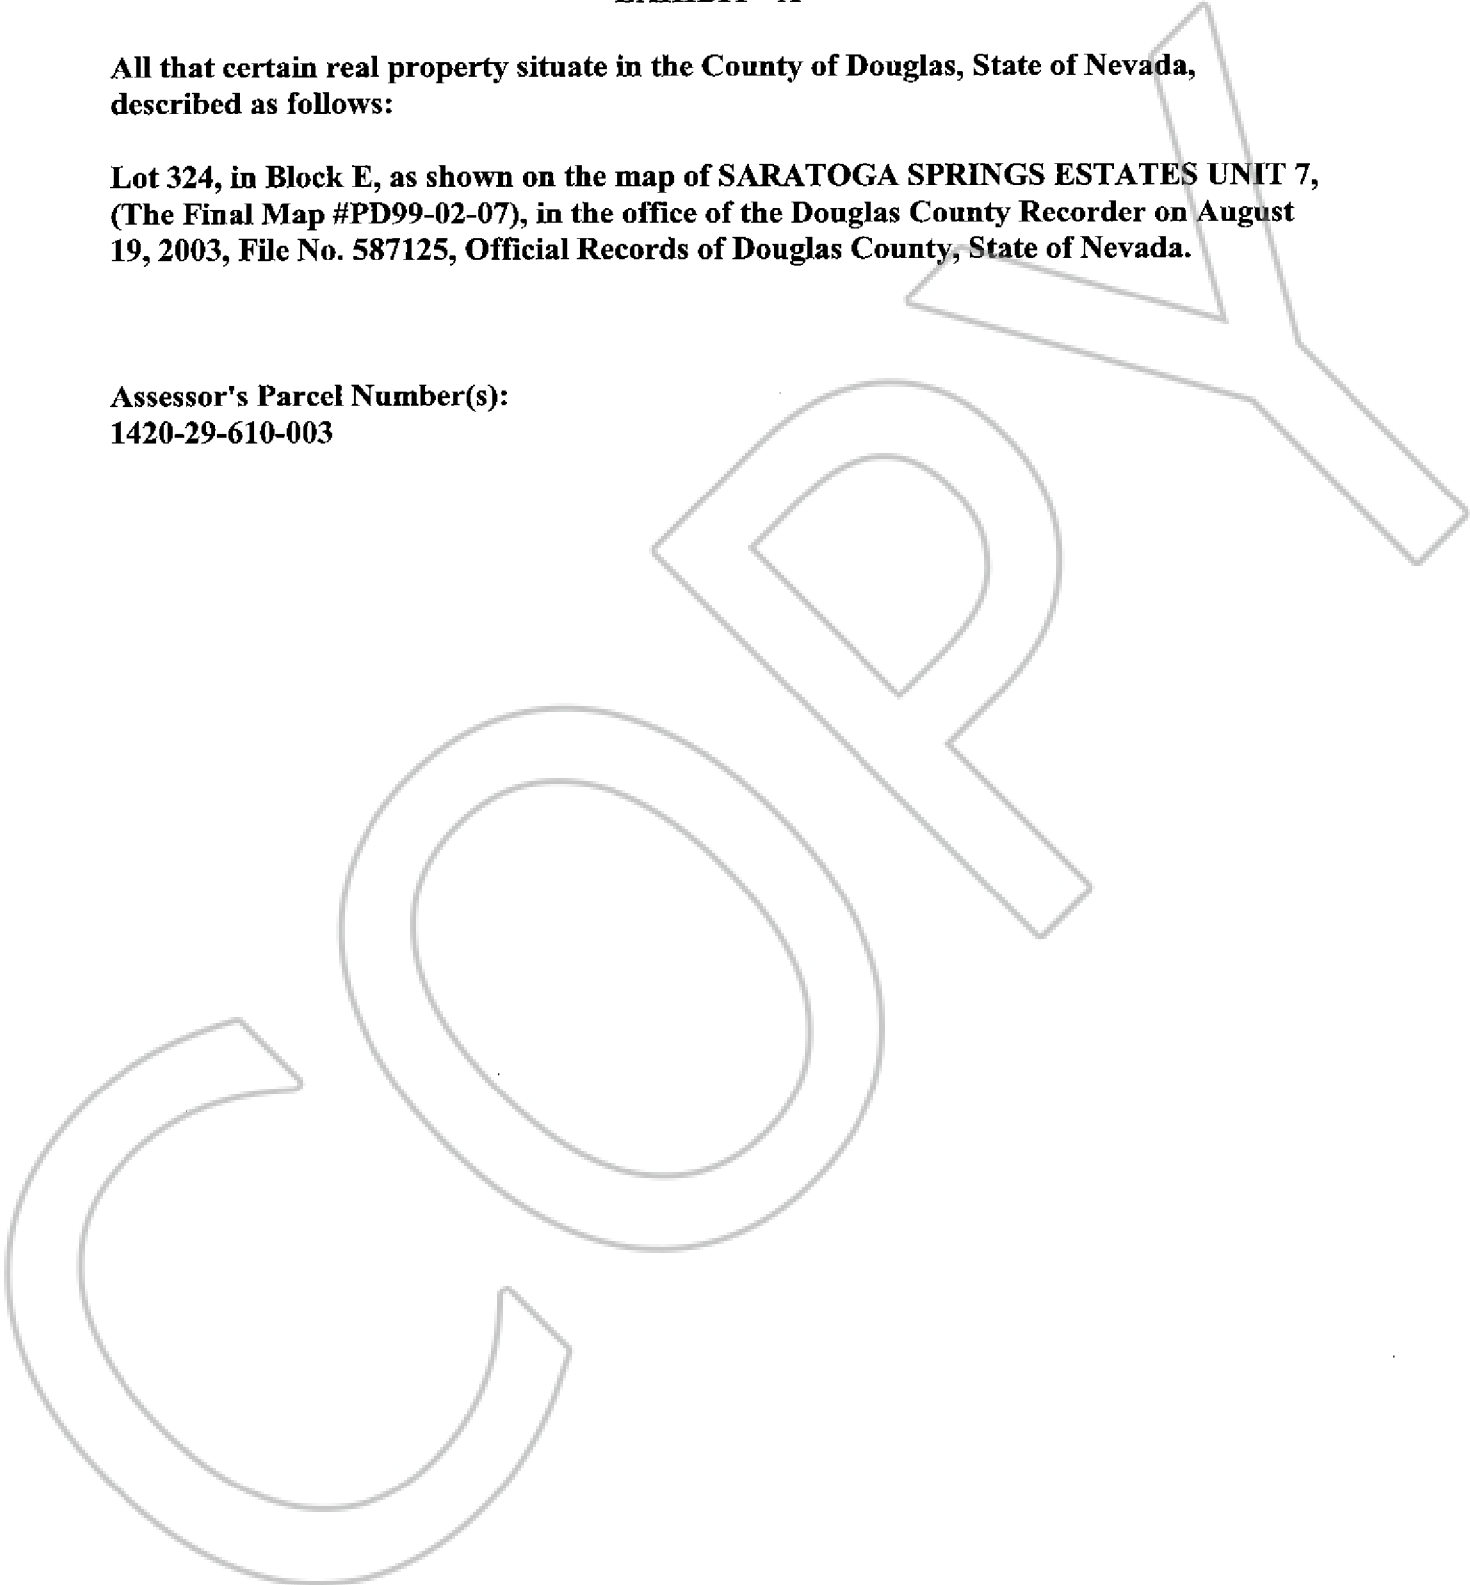 All that certain real property situate in the County of Douglas, State of Nevada,
described as follows:
Lot 324, in Block E, as shown on the map of SARATOGA SPRINGS ESTATES UNIT 7,
(The Final Map #PD99-02-07), in the office of the Douglas County Recorder on August
19, 2003, File No. 587125, Official Records of Douglas County, State of Nevada.
Assessor's Parcel Number(s):
1420-29-610-003
COPY